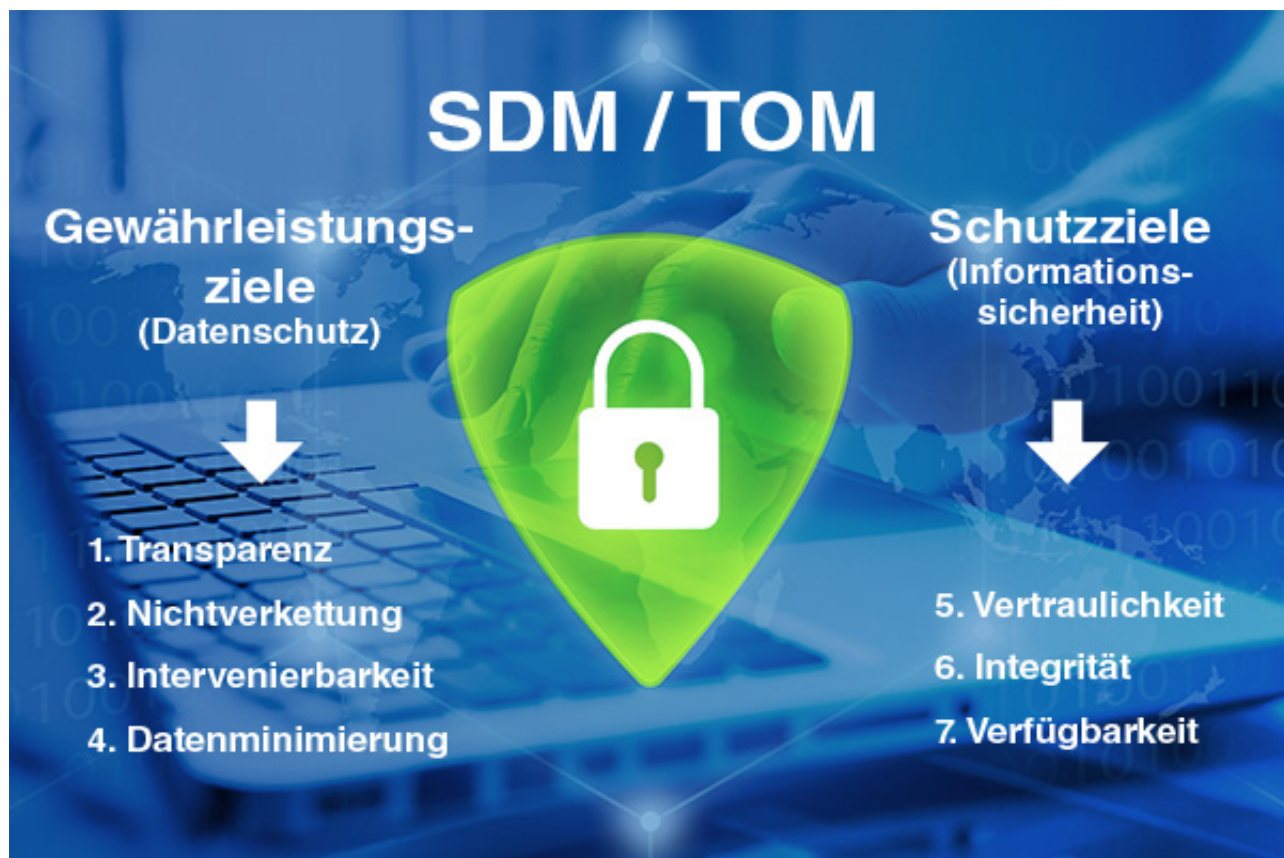 SDM / TOM
Gewährleistungs-
ziele
(Datenschutz)
1. Transparenz
2. Nichtverkettung
3. Intervenierbarkeit
4. Datenminimierung
Schutzziele
(Informations-
sicherheit)
5. Vertraulichkeit
6. Integrität
7. Verfügbarkeit